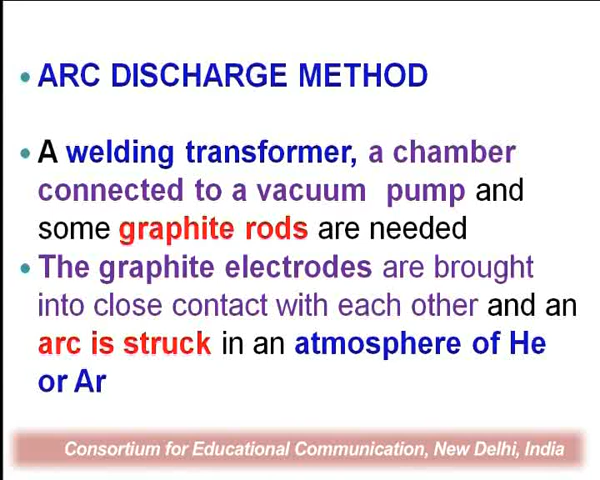 • ARC DISCHARGE METHOD
• A welding transformer, a chamber
connected to a vacuum pump and
some graphite rods are needed
• The graphite electrodes are brought
into close contact with each other and an
arc is struck in an atmosphere of He
or Ar
Consortium for Educational Communication, New Delhi, India